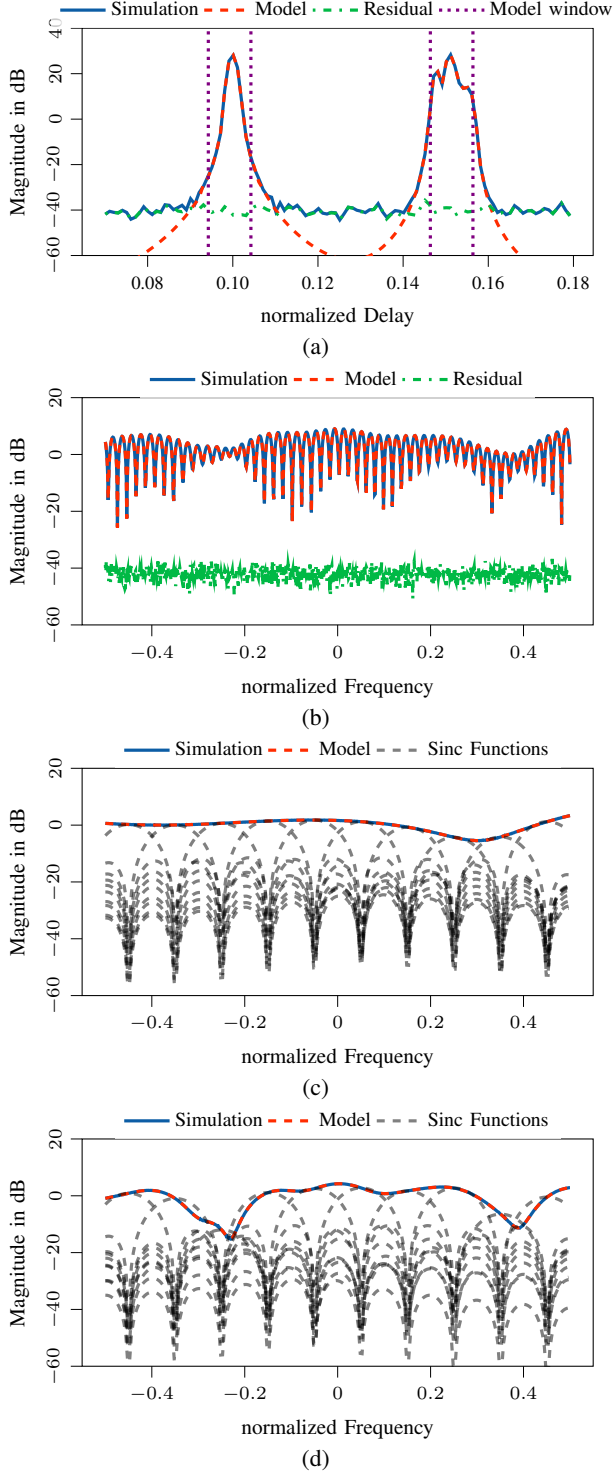 Simulation Model Residual Model window
40
20
0
−20
−40
−60
Magnitude in dB
0.08 0.10 0.12 0.14 0.16 0.18
normalized Delay
(a)
Simulation Model Residual
20
0
−20
−40
−60
Magnitude in dB
−0.4 −0.2 0 0.2 0.4
normalized Frequency
(b)
Simulation Model Sinc Functions
20
0
−20
−40
−60
Magnitude in dB
−0.4 −0.2 0 0.2 0.4
normalized Frequency
(c)
Simulation Model Sinc Functions
20
0
−20
−40
−60
Magnitude in dB
−0.4 −0.2 0 0.2 0.4
normalized Frequency
(d)